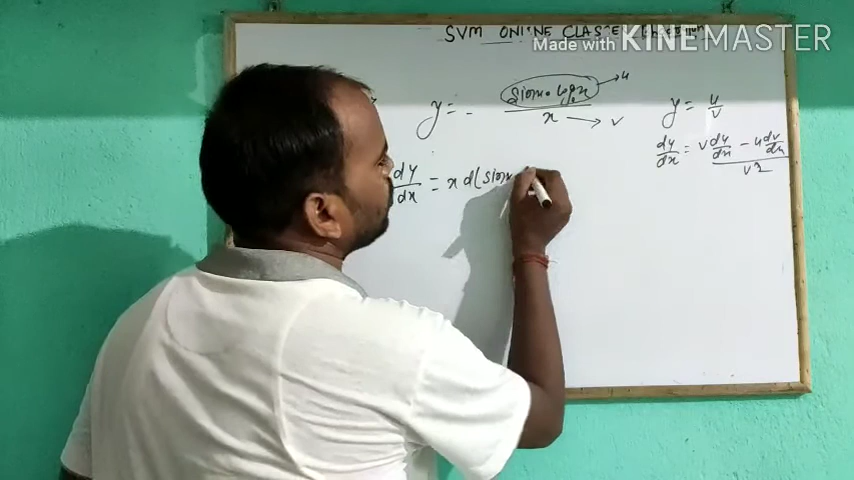 SVM ONLINE CLASSES
Made with KINEMASTER
y = sinx · logx / x
u
v
y = u/v
dy/dx = (v du/dx - u dv/dx) / v2
dy/dx = x d(sinx